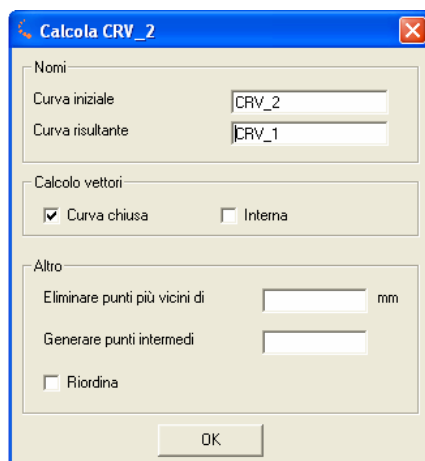 Calcola CRV_2
Nomi
Curva iniziale CRV_2
Curva risultante CRV_1
Calcolo vettori
Curva chiusa Interna
Altro
Eliminare punti più vicini di mm
Generare punti intermedi
Riordina
OK